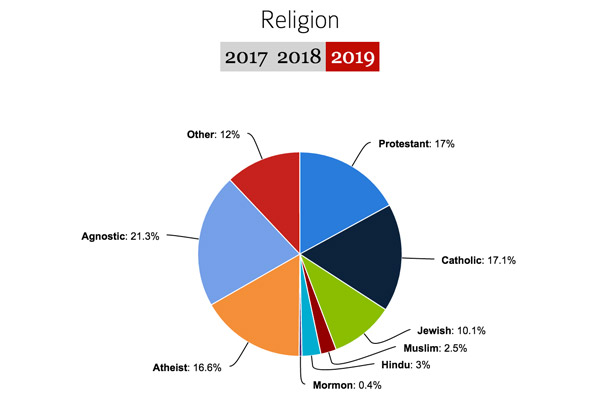 Religion
2017 2018 2019
Other: 12%
Protestant: 17%
Agnostic: 21.3%
Catholic: 17.1%
Jewish: 10.1%
Muslim: 2.5%
Hindu: 3%
Atheist: 16.6%
Mormon: 0.4%